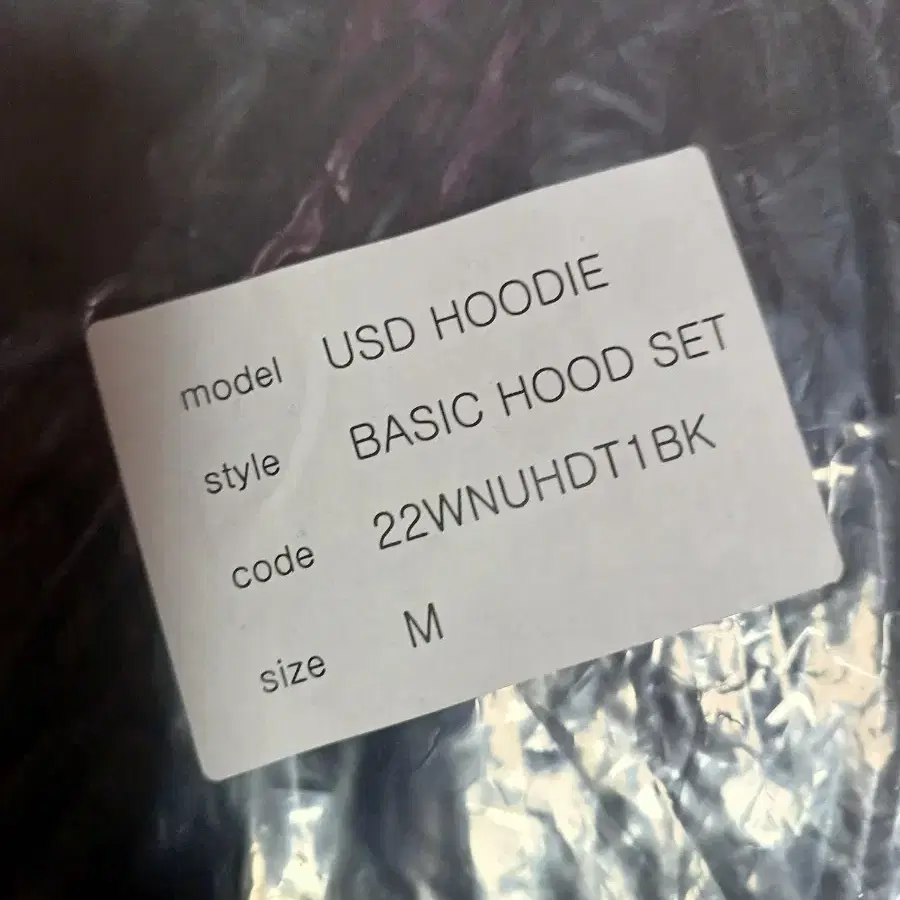 model USD HOODIE
style BASIC HOOD SET
code 22WNUHDT1BK
size M